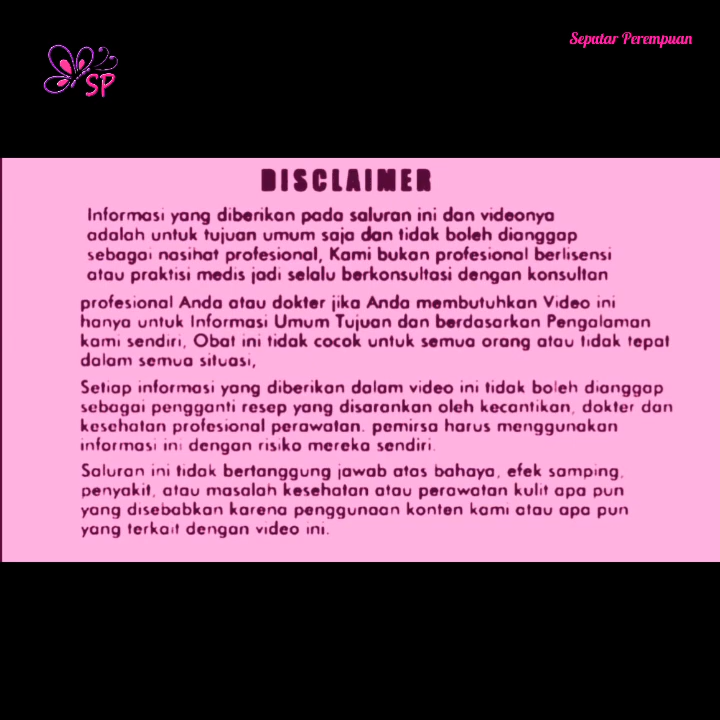 Seputar Perempuan
SP
DISCLAIMER
Informasi yang diberikan pada saluran ini dan videonya
adalah untuk tujuan umum saja dan tidak boleh dianggap
sebagai nasihat profesional, Kami bukan profesional berlisensi
atau praktisi medis jadi selalu berkonsultasi dengan konsultan
profesional Anda atau dokter jika Anda membutuhkan Video ini
hanya untuk Informasi Umum Tujuan dan berdasarkan Pengalaman
kami sendiri, Obat ini tidak cocok untuk semua orang atau tidak tepat
dalam semua situasi,
Setiap informasi yang diberikan dalam video ini tidak boleh dianggap
sebagai pengganti resep yang disarankan oleh kecantikan, dokter dan
kesehatan profesional perawatan. pemirsa harus menggunakan
informasi ini dengan risiko mereka sendiri.
Saluran ini tidak bertanggung jawab atas bahaya, efek samping,
penyakit, atau masalah kesehatan atau perawatan kulit apa pun
yang disebabkan karena penggunaan konten kami atau apa pun
yang terkait dengan video ini.